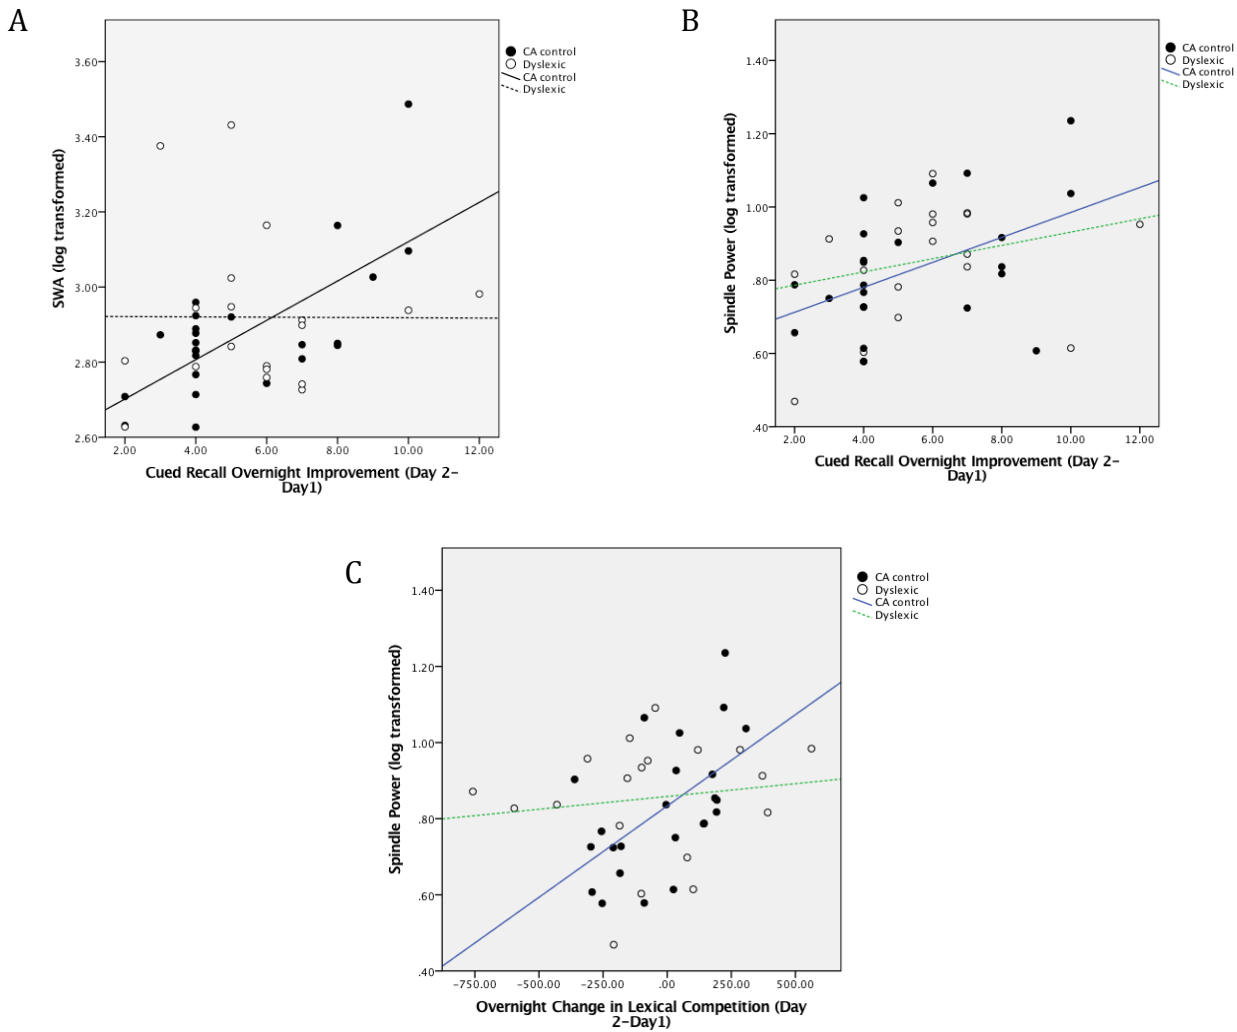 A
CA control
Dyslexic
CA control
Dyslexic
3.60
3.40
3.20
3.00
2.80
2.60
SWA (log transformed)
2.00 4.00 6.00 8.00 10.00 12.00
Cued Recall Overnight Improvement (Day 2-
Day1)
B
CA control
Dyslexic
CA control
Dyslexic
1.40
1.20
1.00
.80
.60
.40
Spindle Power (log transformed)
2.00 4.00 6.00 8.00 10.00 12.00
Cued Recall Overnight Improvement (Day 2-
Day1)
C
CA control
Dyslexic
CA control
Dyslexic
1.40
1.20
1.00
.80
.60
.40
Spindle Power (log transformed)
-750.00 -500.00 -250.00 .00 250.00 500.00
Overnight Change in Lexical Competition (Day
2-Day1)